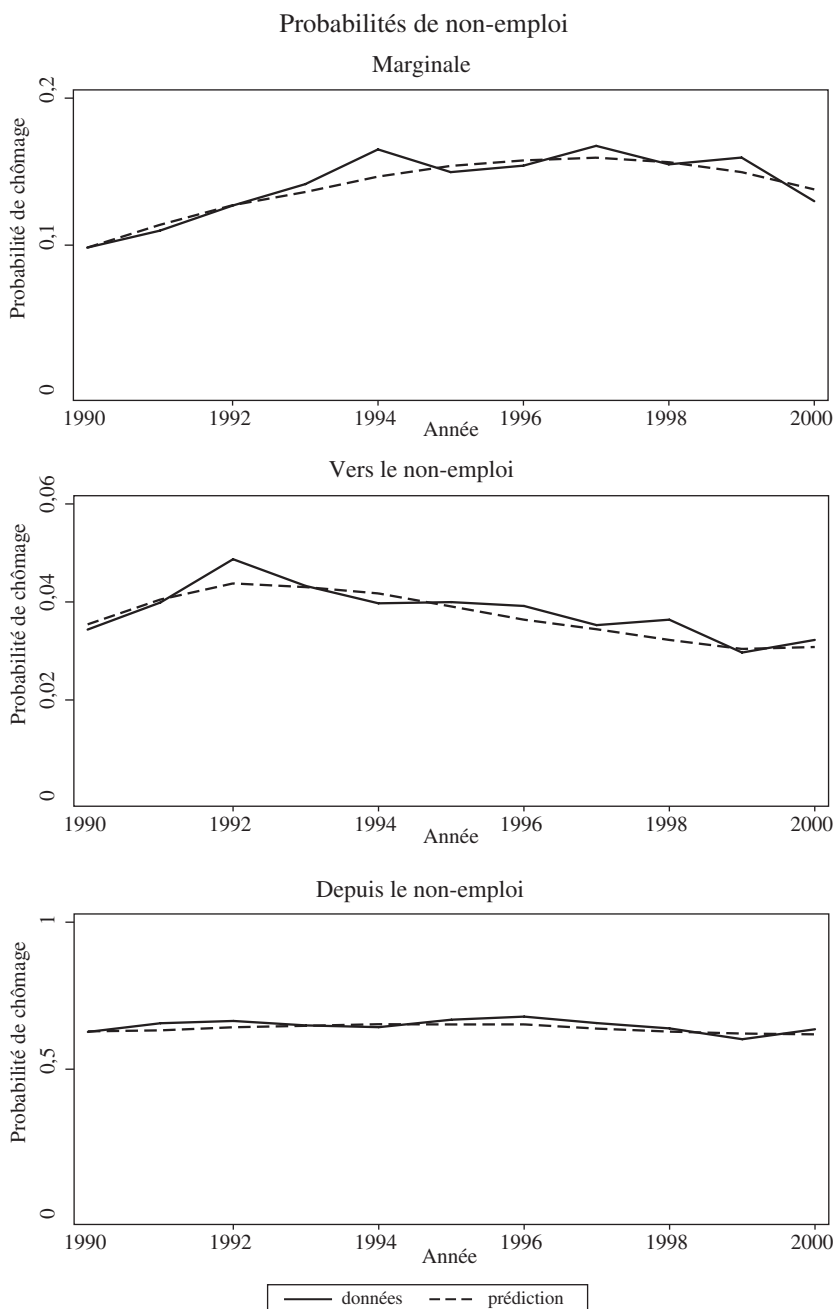 Probabilités de non-emploi
Marginale
Probabilité de chômage
0,2
0,1
0
1990 1992 1994 1996 1998 2000
Année
Vers le non-emploi
Probabilité de chômage
0,06
0,04
0,02
0
1990 1992 1994 1996 1998 2000
Année
Depuis le non-emploi
Probabilité de chômage
1
0,5
0
1990 1992 1994 1996 1998 2000
Année
données prédiction